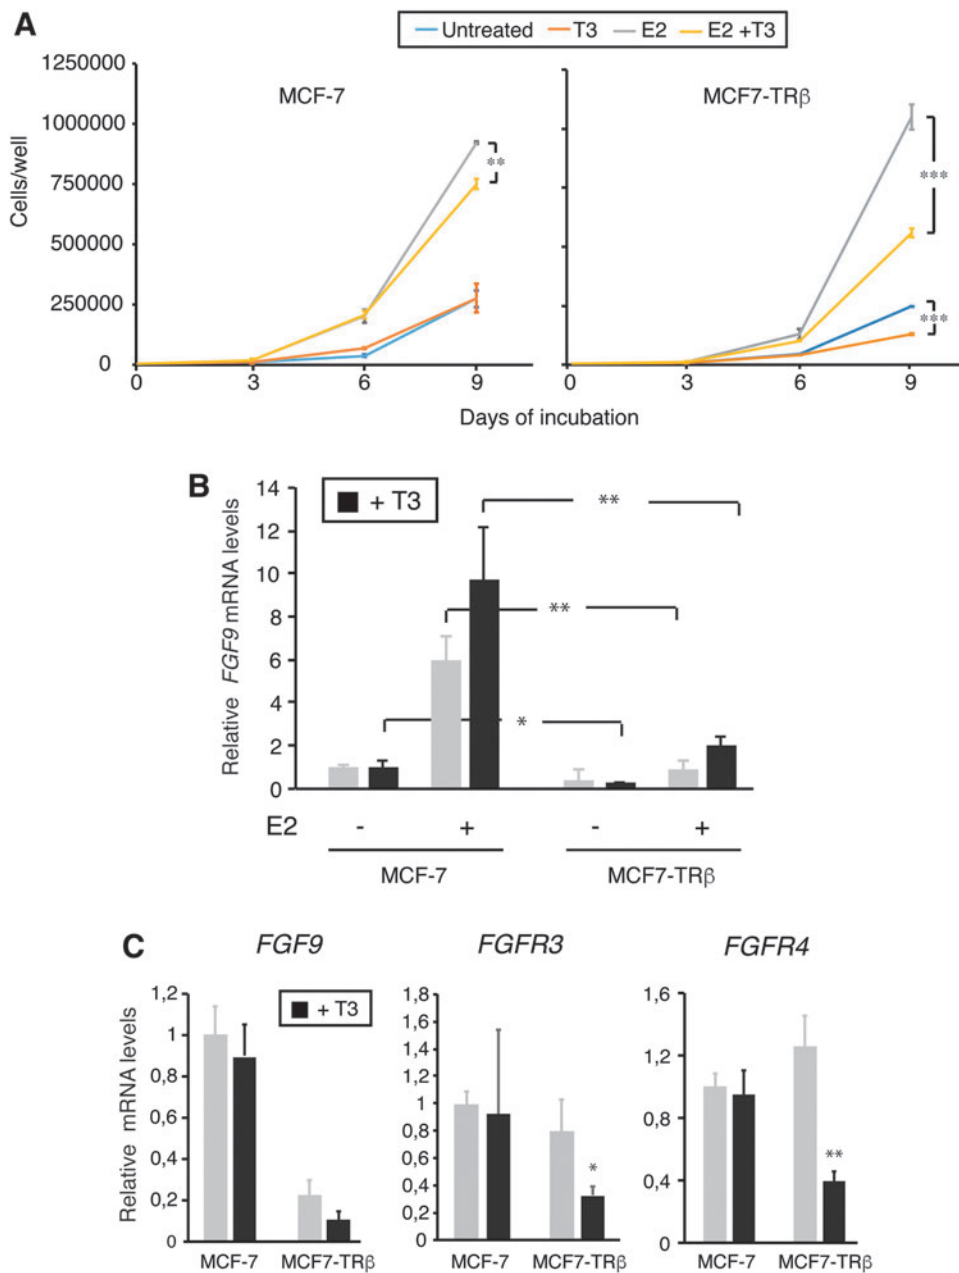 A
Untreated T3 E2 E2 +T3
MCF-7
MCF7-TRβ
Cells/well
1250000
1000000
750000
500000
250000
0
**
***
***
0 3 6 9
0 3 6 9
Days of incubation
B
+ T3
Relative FGF9 mRNA levels
14
12
10
8
6
4
2
0
**
**
*
E2 - + - +
MCF-7 MCF7-TRβ
C
FGF9
FGFR3
FGFR4
Relative mRNA levels
1,2
1
0,8
0,6
0,4
0,2
0
+ T3
MCF-7 MCF7-TRβ
1,8
1,6
1,4
1,2
1
0,8
0,6
0,4
0,2
0
*
MCF-7 MCF7-TRβ
1,6
1,2
0,8
0,4
0
**
MCF-7 MCF7-TRβ